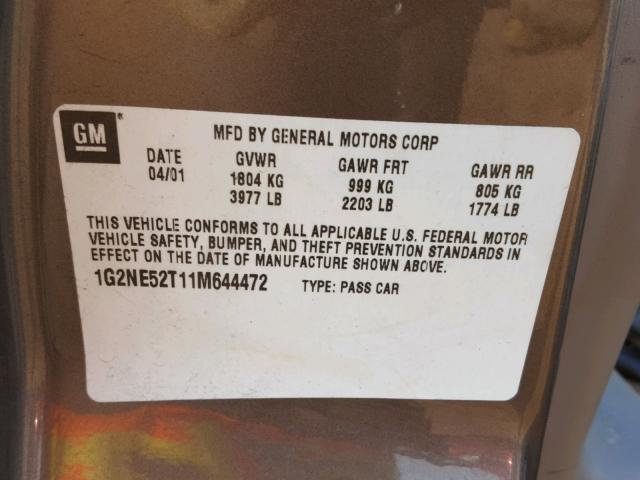 GM®
MFD BY GENERAL MOTORS CORP
DATE GVWR GAWR FRT GAWR RR
04/01 1804 KG 999 KG 805 KG
3977 LB 2203 LB 1774 LB
THIS VEHICLE CONFORMS TO ALL APPLICABLE U.S. FEDERAL MOTOR
VEHICLE SAFETY, BUMPER, AND THEFT PREVENTION STANDARDS IN
EFFECT ON THE DATE OF MANUFACTURE SHOWN ABOVE.
1G2NE52T11M644472 TYPE: PASS CAR